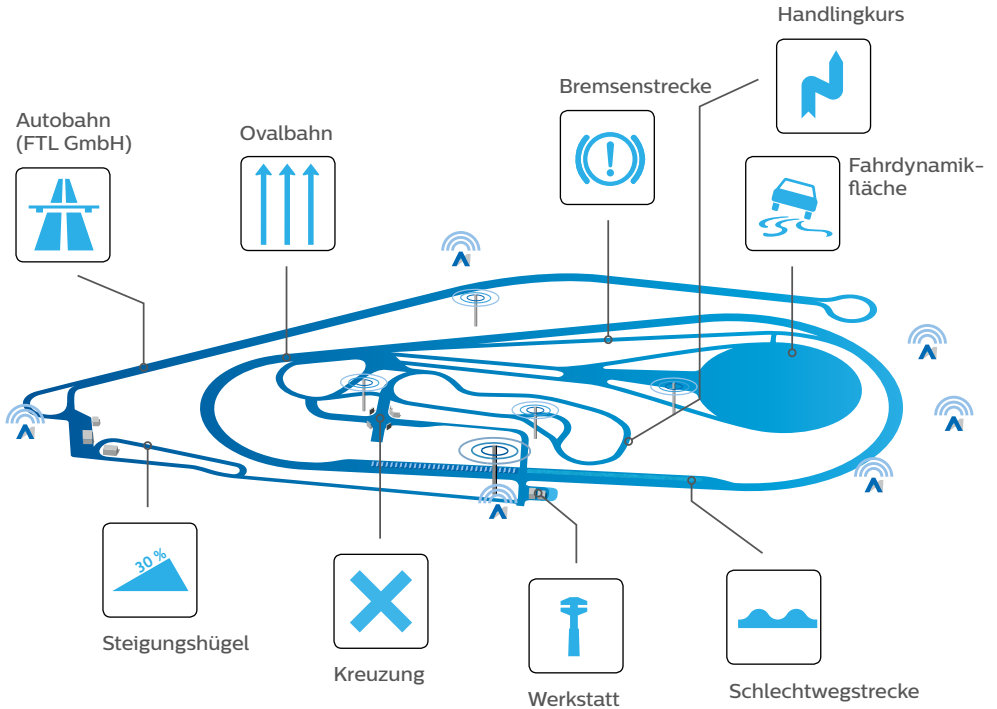 Handlingkurs
Bremsenstrecke
Autobahn
(FTL GmbH)
Ovalbahn
Fahrdynamik-
fläche
30 %
Steigungshügel
Kreuzung
Werkstatt
Schlechtwegstrecke